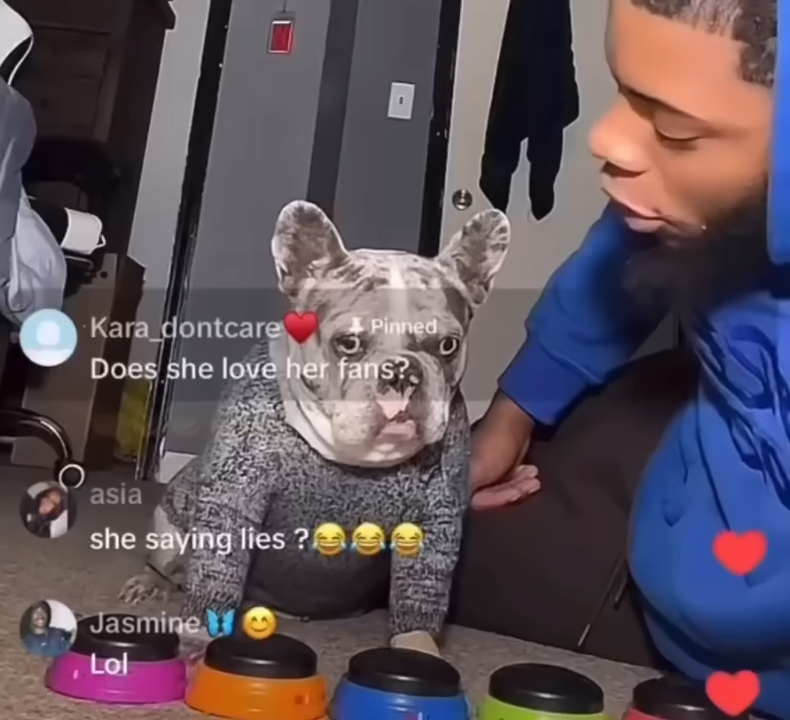 Kara_dontcare❤️ Pinned
Does she love her fans?
asia
she saying lies ?😂😂😂
Jasmine🦋😊
Lol